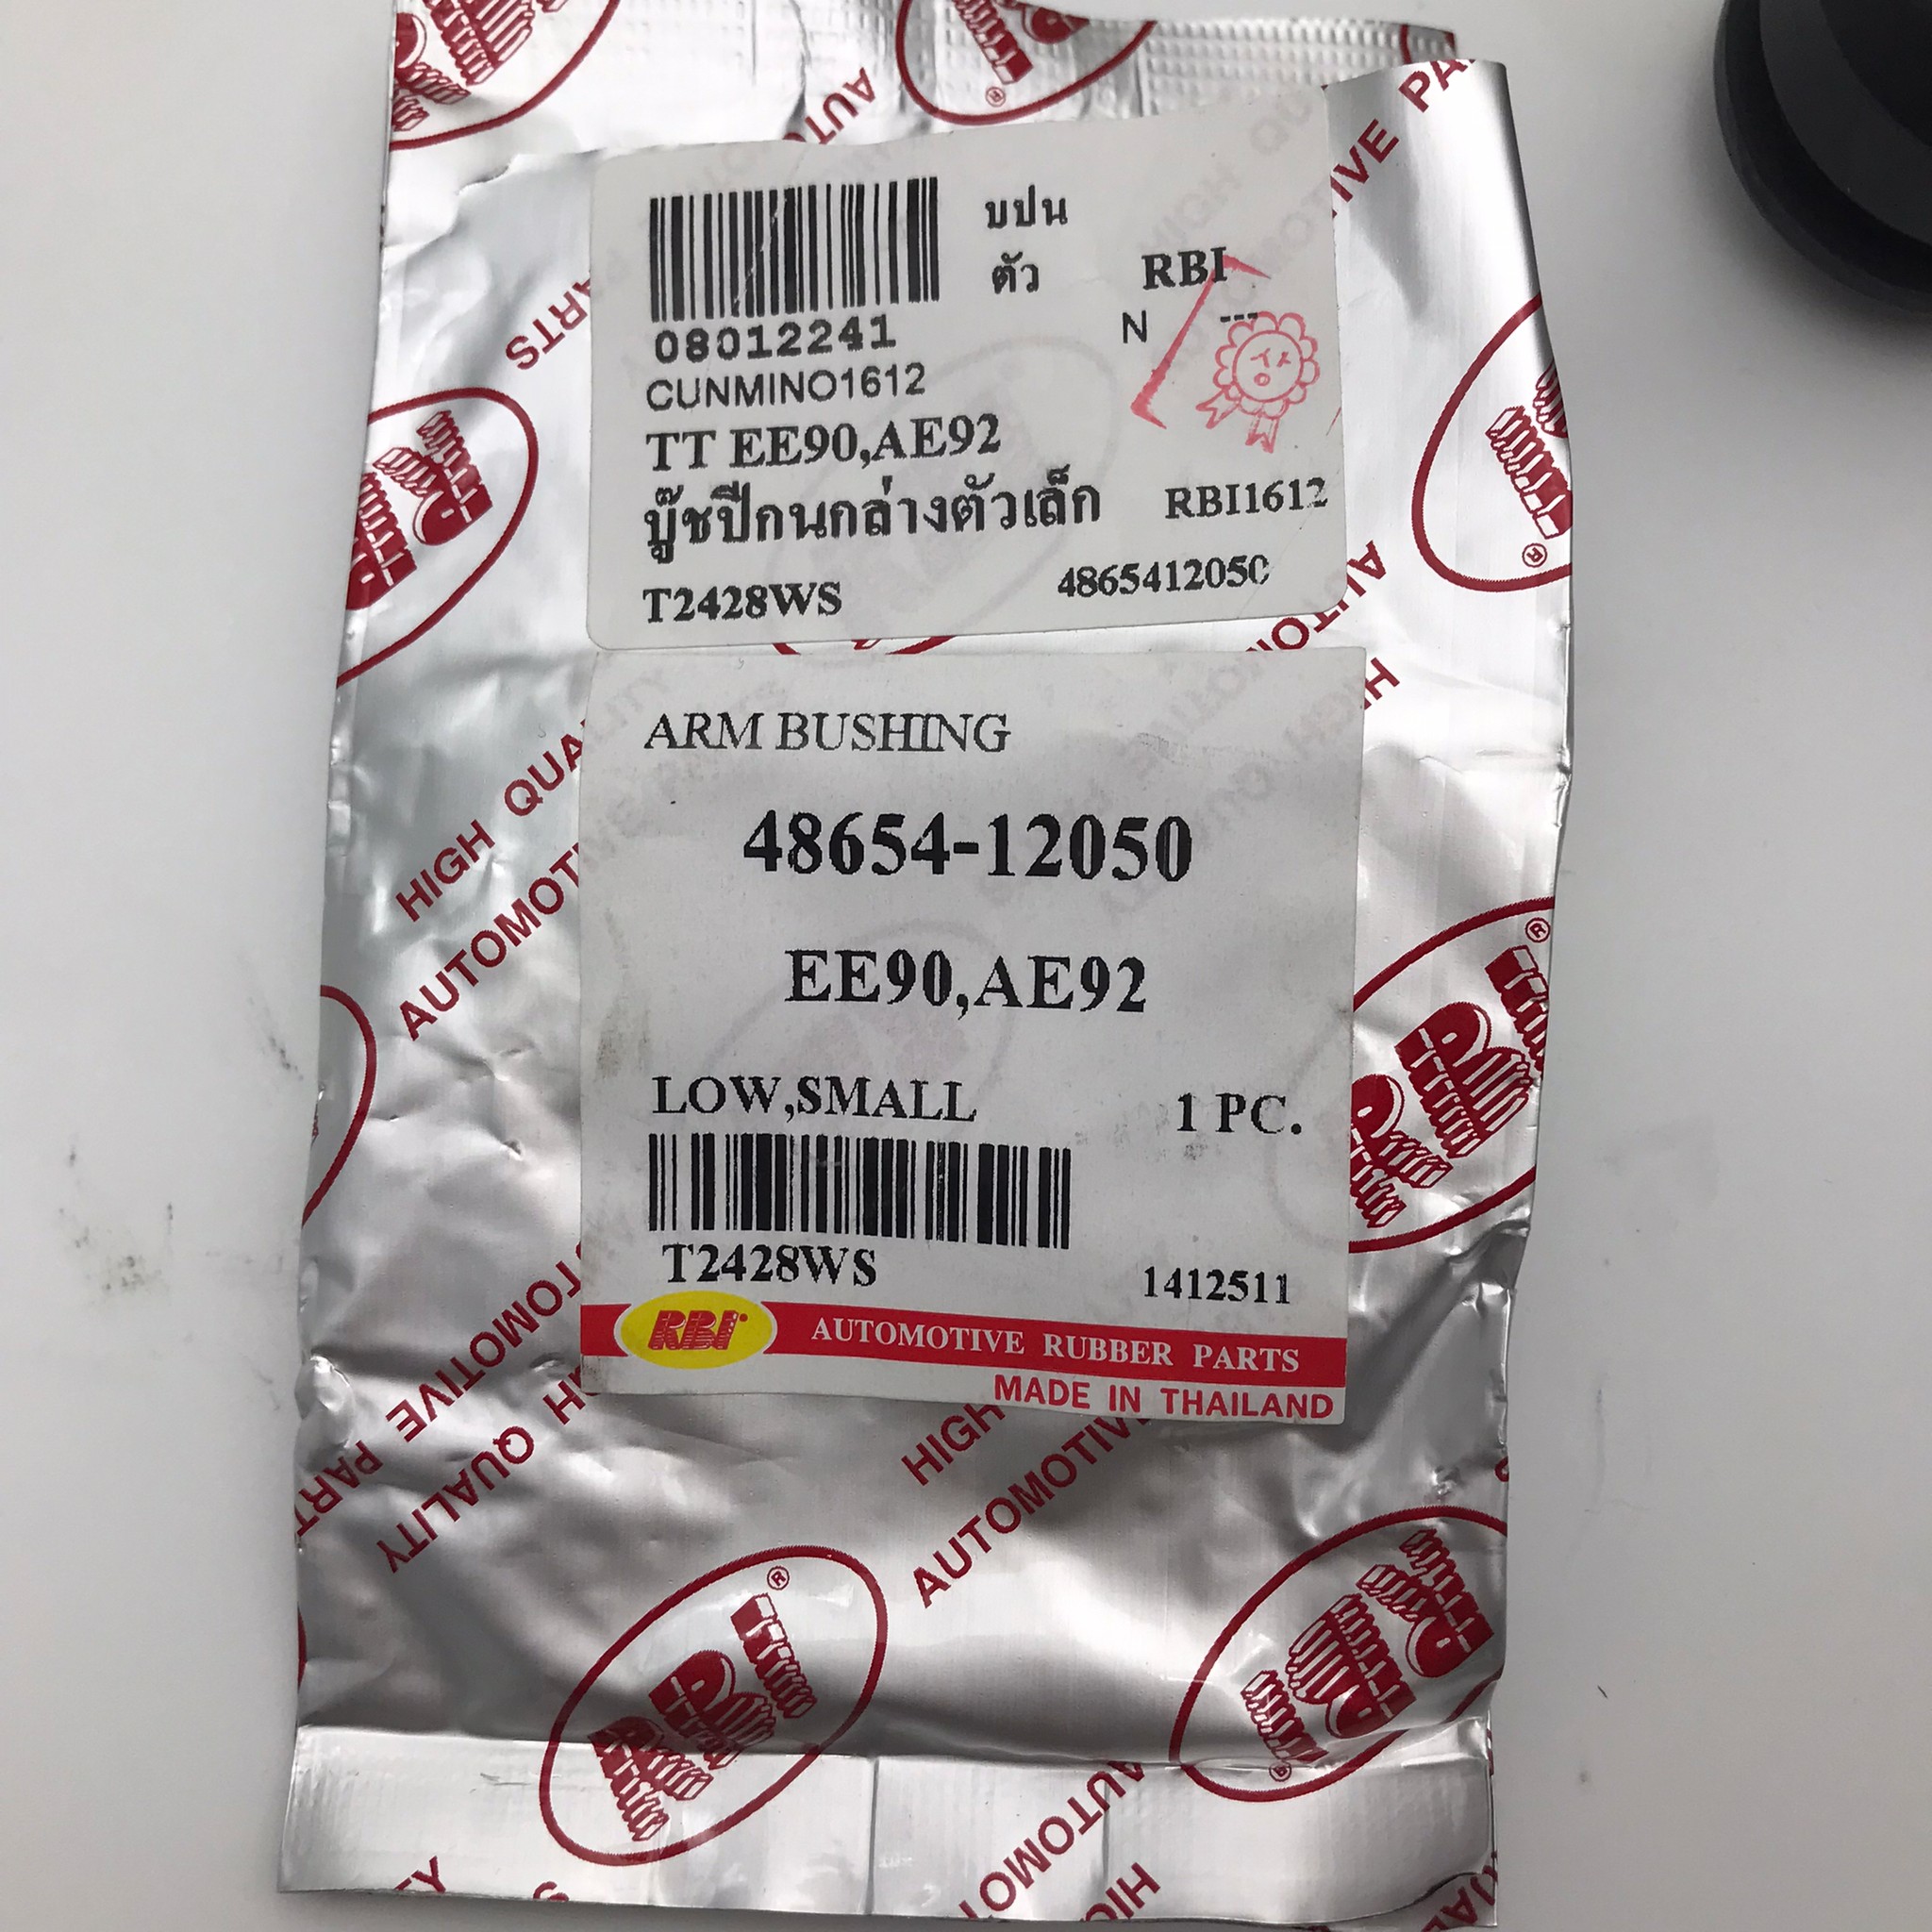 บปน
08012241
ตัว RBI
N ---
CUNMINO1612
TT EE90,AE92
บู๊ชปีกนกล่างตัวเล็ก RBI1612
T2428WS 4865412050
ARM BUSHING
48654-12050
EE90,AE92
LOW,SMALL 1 PC.
T2428WS 1412511
RBI AUTOMOTIVE RUBBER PARTS
MADE IN THAILAND
HIGH QUALITY
AUTOMOTIVE PARTS
RBI®